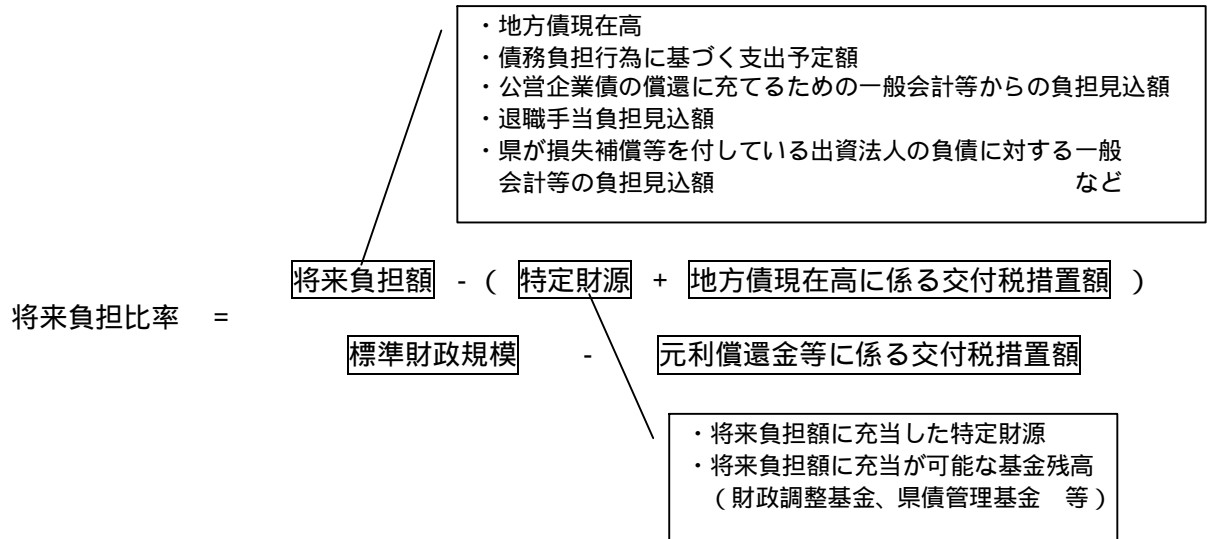 ・地方債現在高
・債務負担行為に基づく支出予定額
・公営企業債の償還に充てるための一般会計等からの負担見込額
・退職手当負担見込額
・県が損失補償等を付している出資法人の負債に対する一般
会計等の負担見込額 など
将来負担額 - ( 特定財源 + 地方債現在高に係る交付税措置額 )
将来負担比率 =
標準財政規模 - 元利償還金等に係る交付税措置額
・将来負担額に充当した特定財源
・将来負担額に充当が可能な基金残高
(財政調整基金、県債管理基金 等)